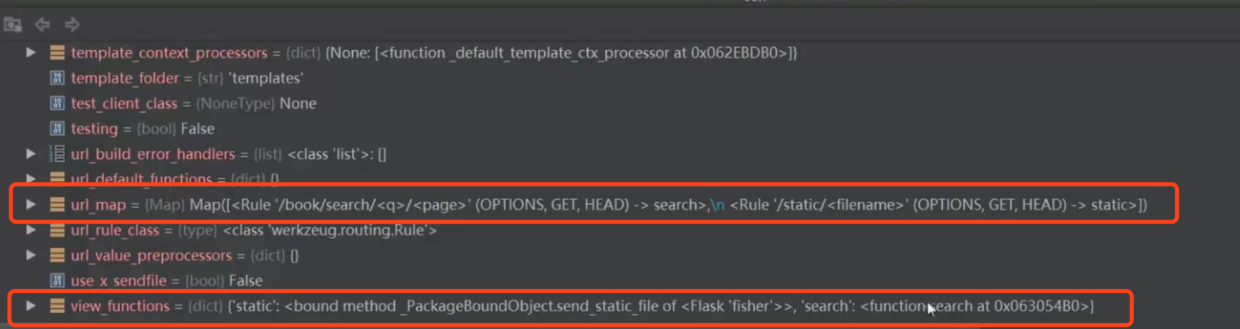 template_context_processors = {dict} {None: [<function _default_template_ctx_processor at 0x062EBDB0>]}
template_folder = {str} 'templates'
test_client_class = {NoneType} None
testing = {bool} False
url_build_error_handlers = {list} <class 'list'>: []
url_default_functions = {dict} {}
url_map = {Map} Map([<Rule '/book/search/<q>/<page>' (OPTIONS, GET, HEAD) -> search>,\n <Rule '/static/<filename>' (OPTIONS, GET, HEAD) -> static>])
url_rule_class = {type} <class 'werkzeug.routing.Rule'>
url_value_preprocessors = {dict} {}
use_x_sendfile = {bool} False
view_functions = {dict} {'static': <bound method _PackageBoundObject.send_static_file of <Flask 'fisher'>>, 'search': <function search at 0x063054B0>}